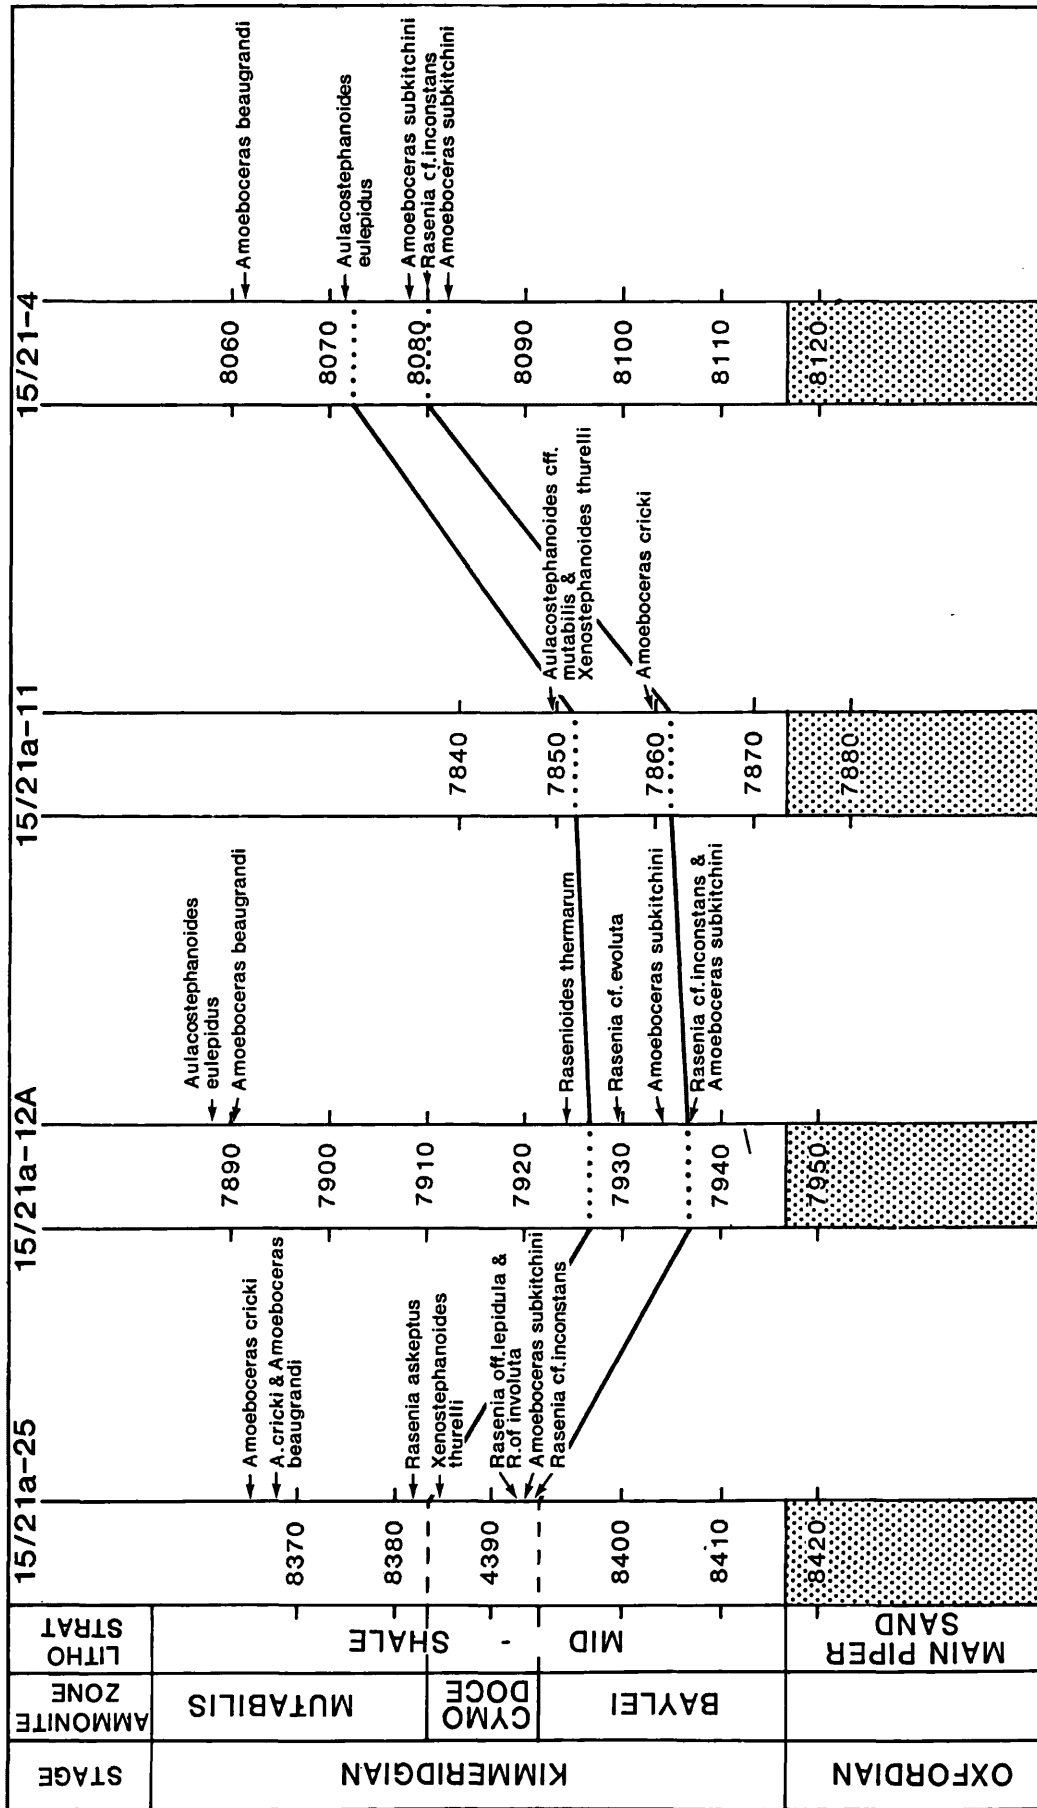 15/21a-25
15/21a-12A
15/21a-11
15/21-4
STAGE
AMMONITE
ZONE
LITHO
STRAT
KIMMERIDGIAN
OXFORDIAN
MUTABILIS
CYMO
DOCE
BAYLEI
MID - SHALE
MAIN PIPER
SAND
8370
8380
4390
8400
8410
8420
Amoeboceras cricki
A.cricki & Amoeboceras
beaugrandi
Rasenia askeptus
Xenostephanoides
thurelli
Rasenia off.lepidula &
R.of involuta
Amoeboceras subkitchini
Rasenia cf.inconstans
7890
7900
7910
7920
7930
7940
7950
Aulacostephanoides
eulepidus
Amoeboceras beaugrandi
Rasenioides thermarum
Rasenia cf.evoluta
Amoeboceras subkitchini
Rasenia cf.inconstans &
Amoeboceras subkitchini
7840
7850
7860
7870
7880
Aulacostephanoides cff.
mutabilis &
Xenostephanoides thurelli
Amoeboceras cricki
8060
8070
8080
8090
8100
8110
8120
Amoeboceras beaugrandi
Aulacostephanoides
eulepidus
Amoeboceras subkitchini
Rasenia cf.inconstans
Amoeboceras subkitchini